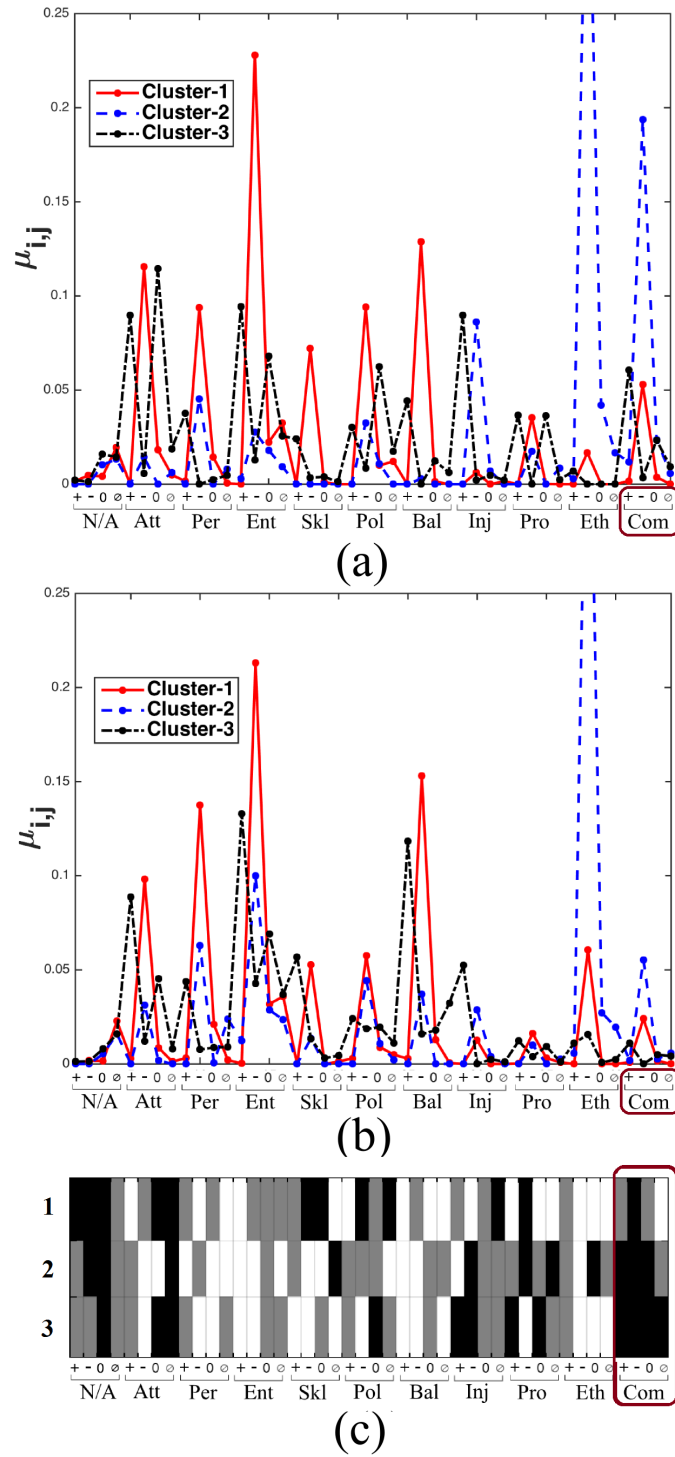 0.25
0.2
0.15
0.1
0.05
0
μi,j
Cluster-1
Cluster-2
Cluster-3
+ - 0 ∅ + - 0 ∅ + - 0 ∅ + - 0 ∅ + - 0 ∅ + - 0 ∅ + - 0 ∅ + - 0 ∅ + - 0 ∅ + - 0 ∅ + - 0 ∅
N/A Att Per Ent Skl Pol Bal Inj Pro Eth Com
(a)
0.25
0.2
0.15
0.1
0.05
0
μi,j
Cluster-1
Cluster-2
Cluster-3
+ - 0 ∅ + - 0 ∅ + - 0 ∅ + - 0 ∅ + - 0 ∅ + - 0 ∅ + - 0 ∅ + - 0 ∅ + - 0 ∅ + - 0 ∅ + - 0 ∅
N/A Att Per Ent Skl Pol Bal Inj Pro Eth Com
(b)
1
2
3
+ - 0 ∅ + - 0 ∅ + - 0 ∅ + - 0 ∅ + - 0 ∅ + - 0 ∅ + - 0 ∅ + - 0 ∅ + - 0 ∅ + - 0 ∅ + - 0 ∅
N/A Att Per Ent Skl Pol Bal Inj Pro Eth Com
(c)